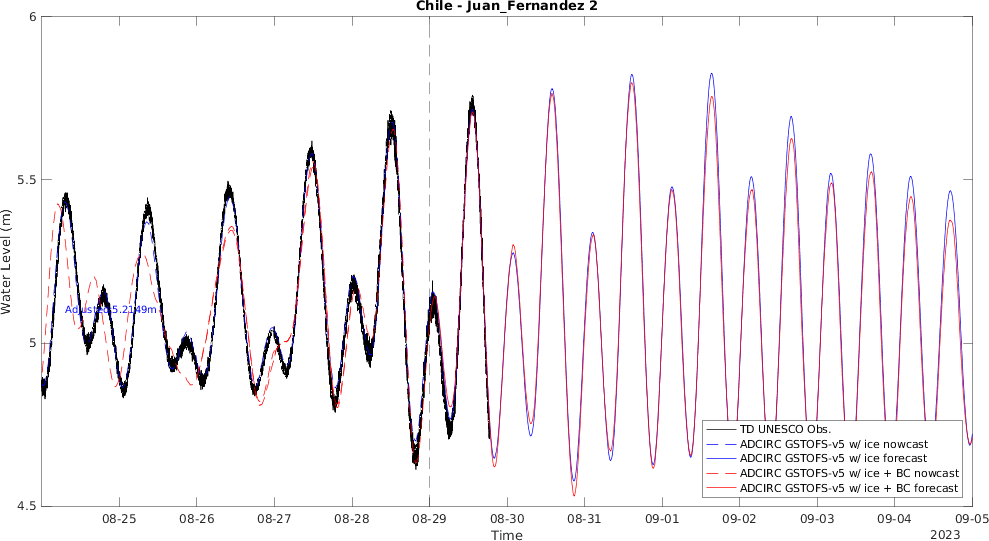 Chile - Juan_Fernandez 2
6
5.5
5
4.5
Water Level (m)
Adjusted 5.2149m
TD UNESCO Obs.
ADCIRC GSTOFS-v5 w/ ice nowcast
ADCIRC GSTOFS-v5 w/ ice forecast
ADCIRC GSTOFS-v5 w/ ice + BC nowcast
ADCIRC GSTOFS-v5 w/ ice + BC forecast
08-25 08-26 08-27 08-28 08-29 08-30 08-31 09-01 09-02 09-03 09-04 09-05
Time
2023